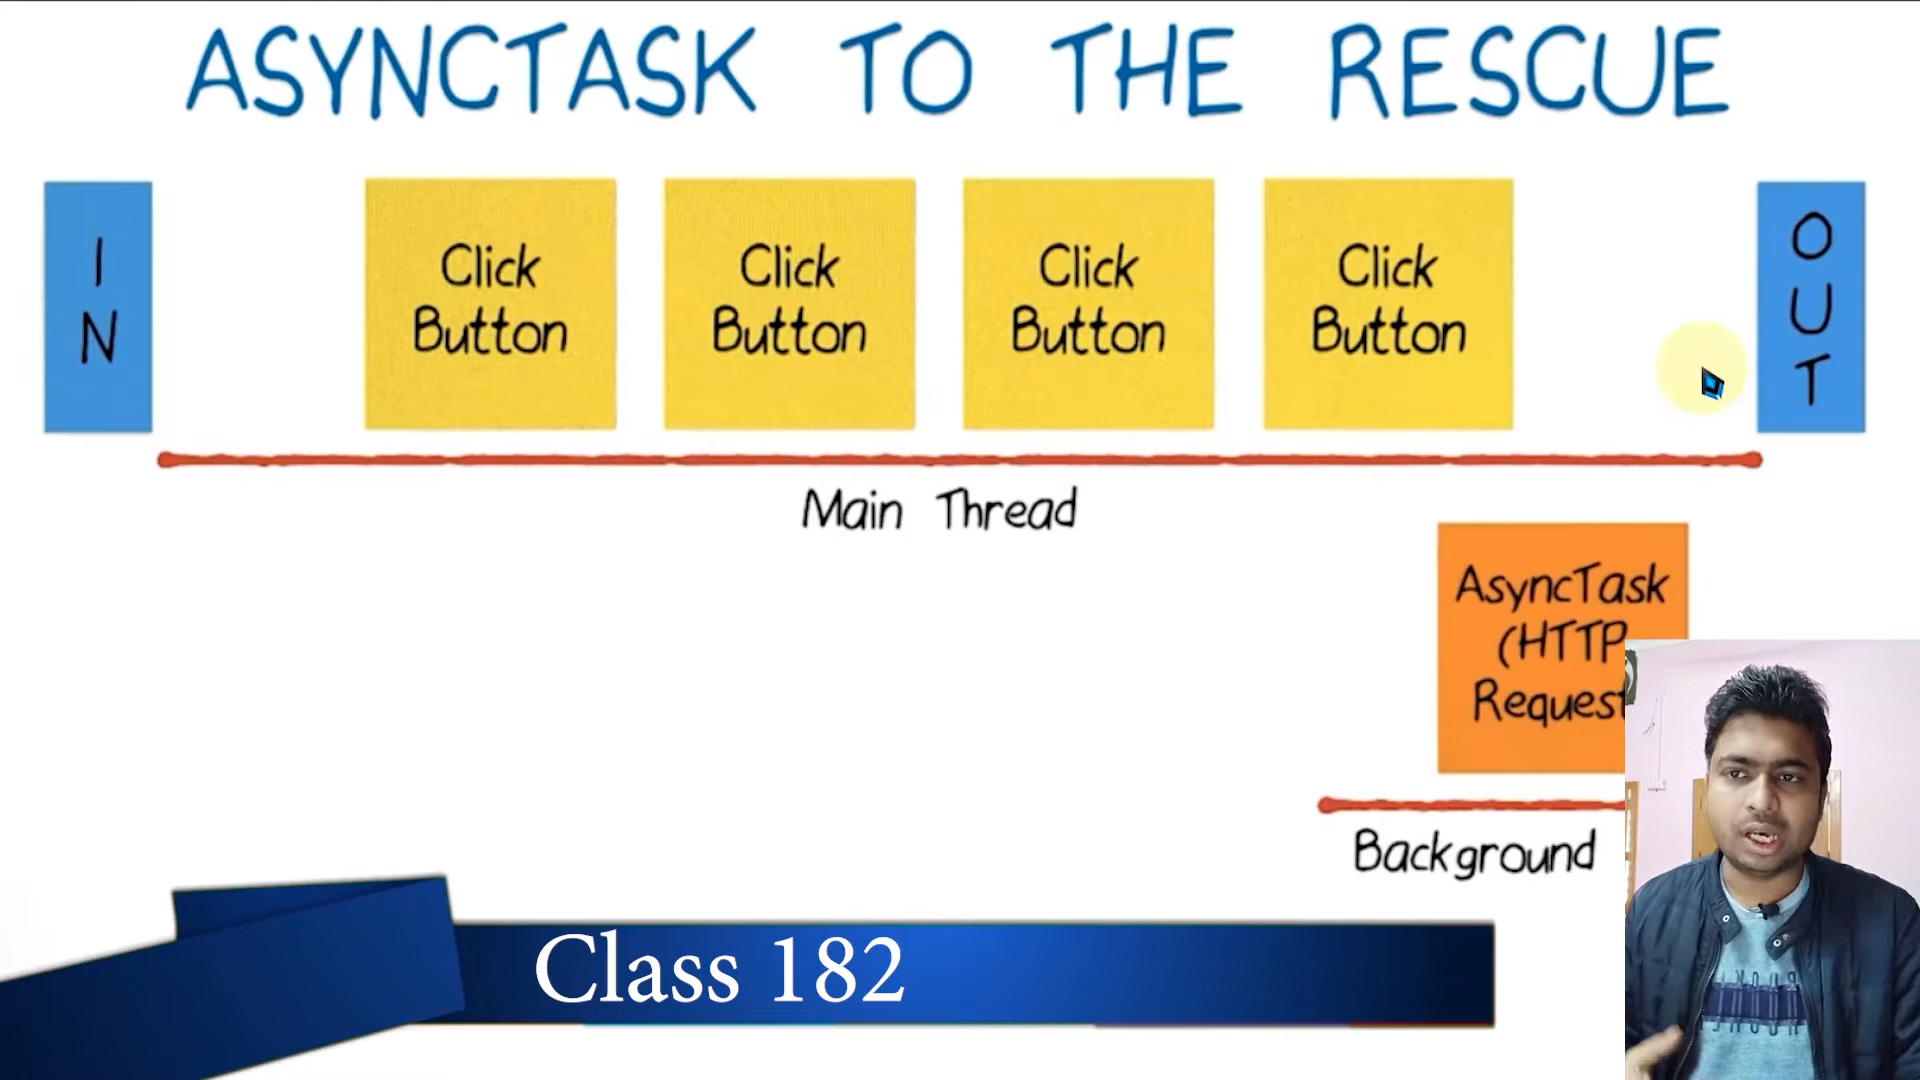 ASYNCTASK TO THE RESCUE
I
N
Click
Button
Click
Button
Click
Button
Click
Button
O
U
T
Main Thread
AsyncTask
(HTTP
Request
Background
Class 182